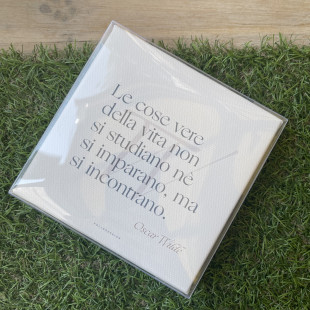 Le cose vere
della vita non
si studiano né
si imparano, ma
si incontrano.
Oscar Wilde